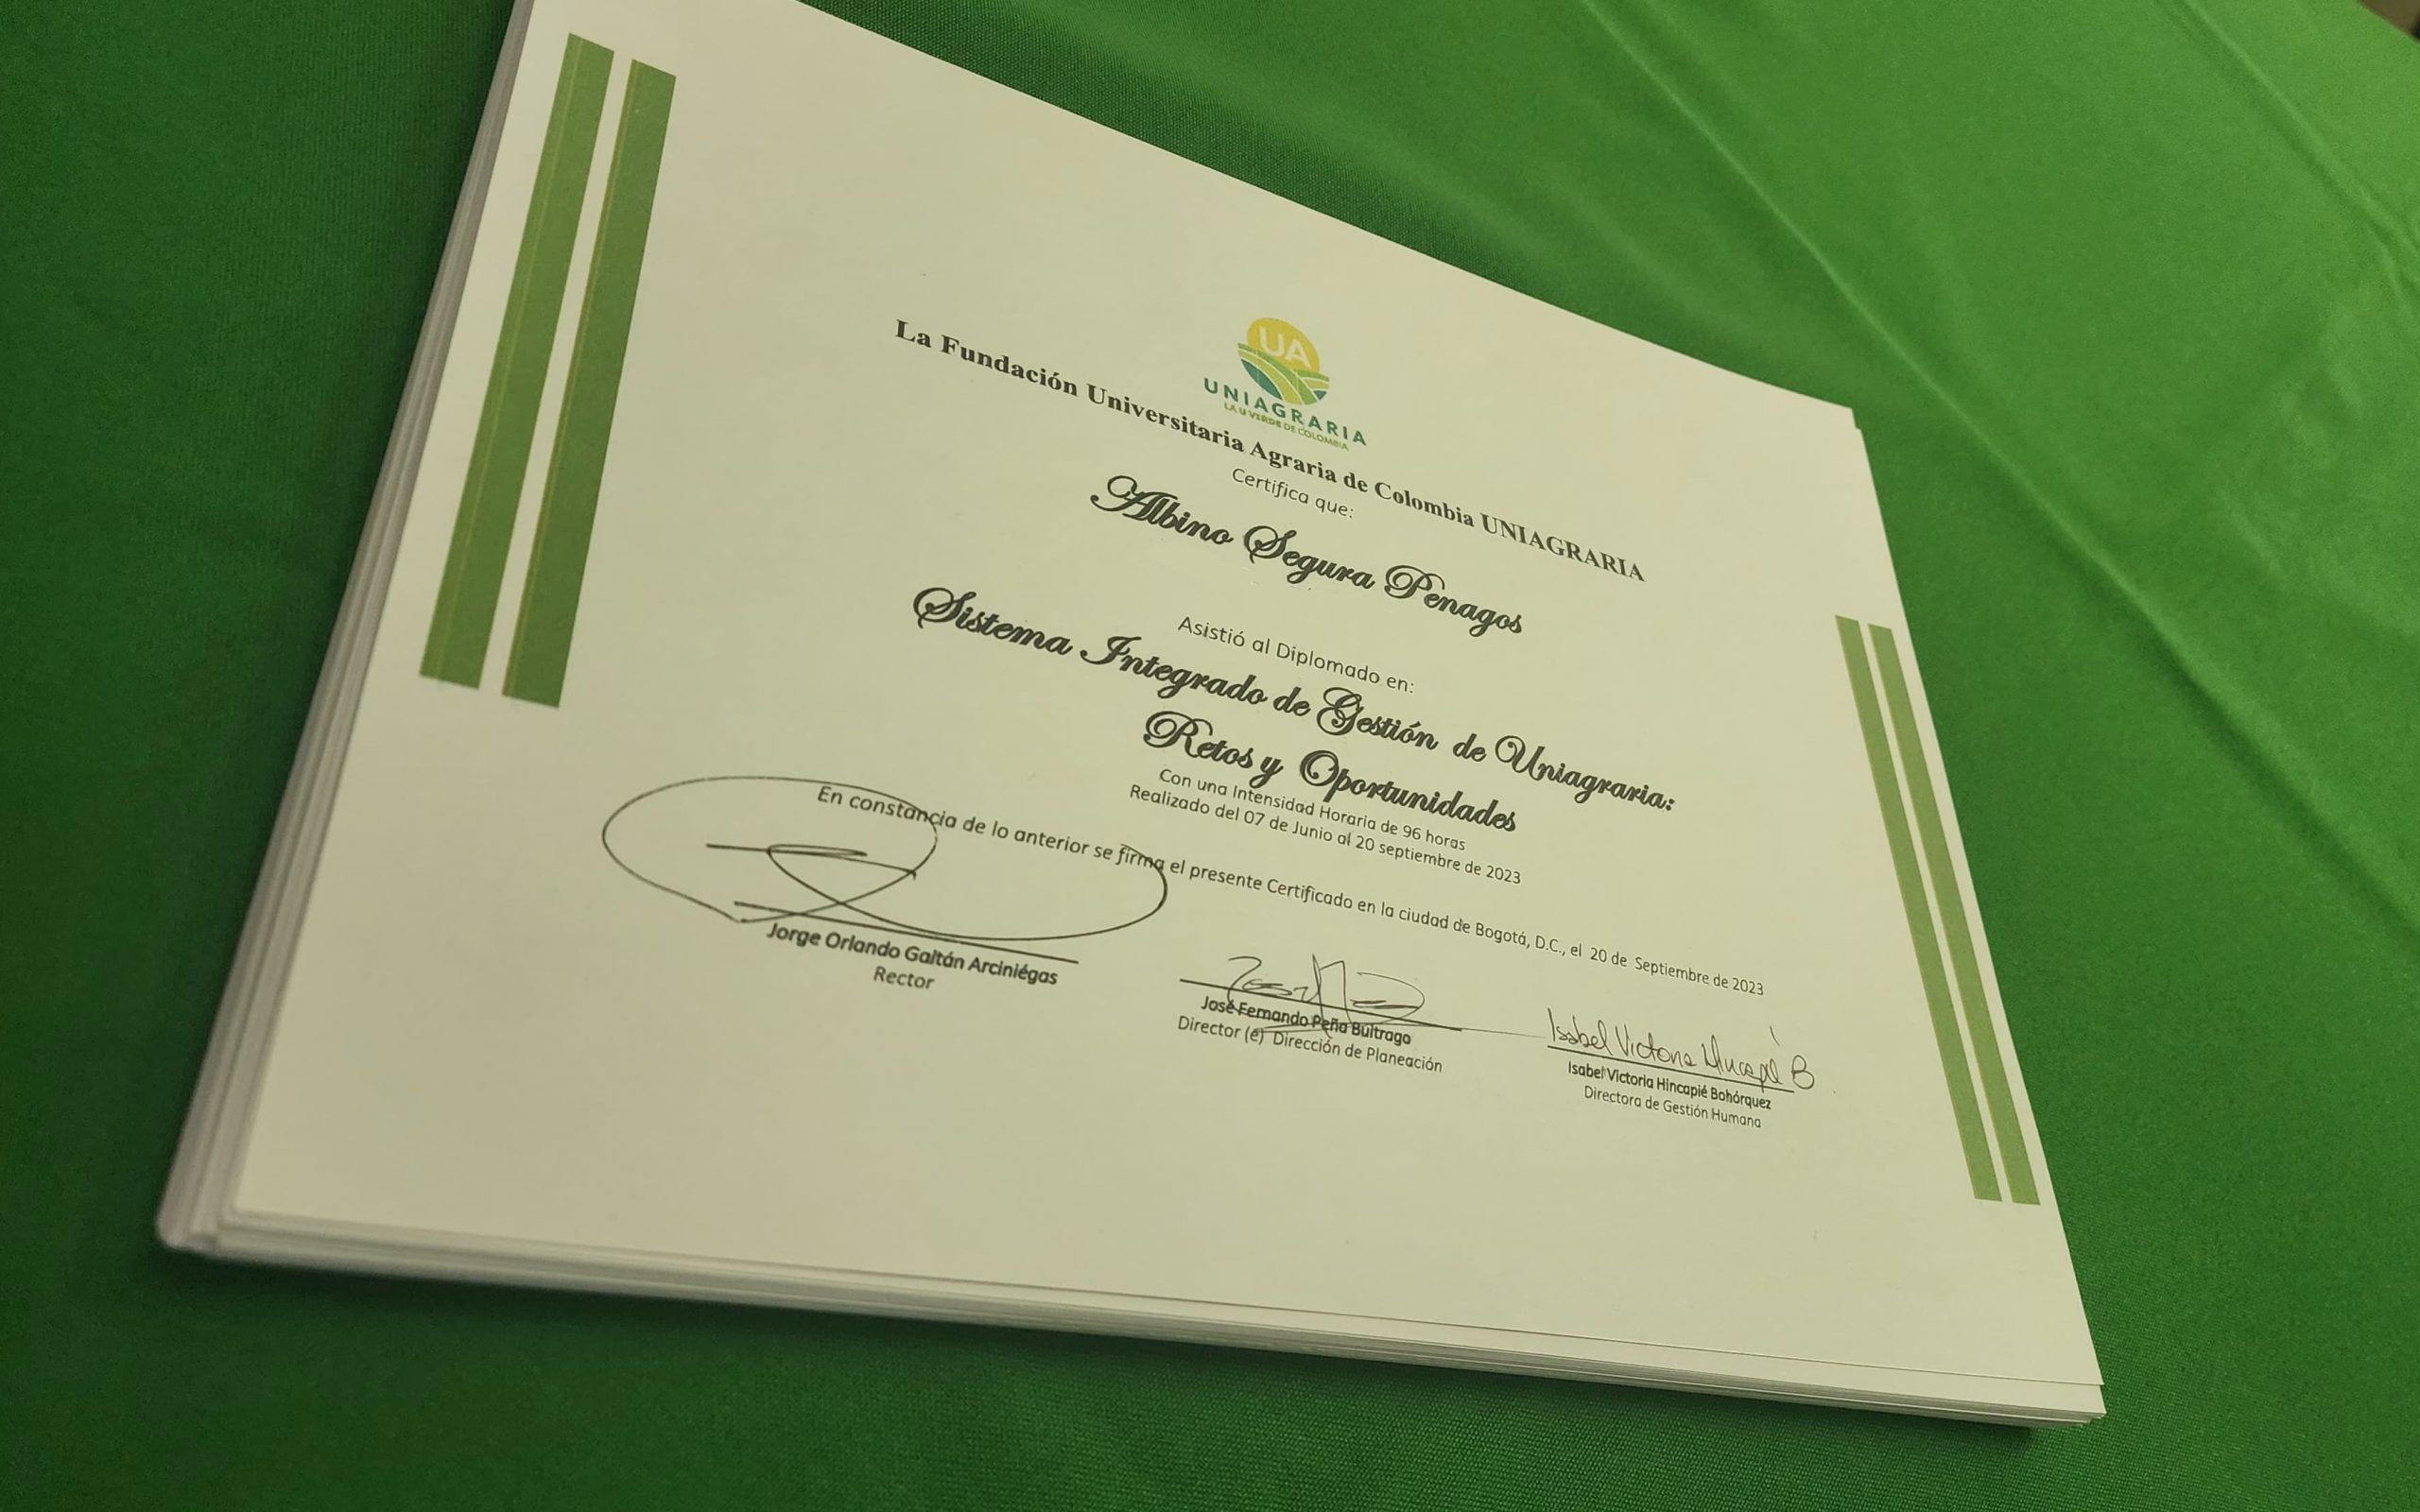 UA
UNIAGRARIA
LA U VERDE DE COLOMBIA
La Fundación Universitaria Agraria de Colombia UNIAGRARIA
Certifica que:
Albino Segura Penagos
Asistió al Diplomado en:
Sistema Integrado de Gestión de Uniagraria:
Retos y Oportunidades
Con una Intensidad Horaria de 96 horas
Realizado del 07 de Junio al 20 septiembre de 2023
En constancia de lo anterior se firma el presente Certificado en la ciudad de Bogotá, D.C., el 20 de Septiembre de 2023
Jorge Orlando Gaitán Arciniégas
Rector
José Fernando Peña Buitrago
Director (e) Dirección de Planeación
Isabel Victoria Hincapié B
Isabel Victoria Hincapié Bohórquez
Directora de Gestión Humana